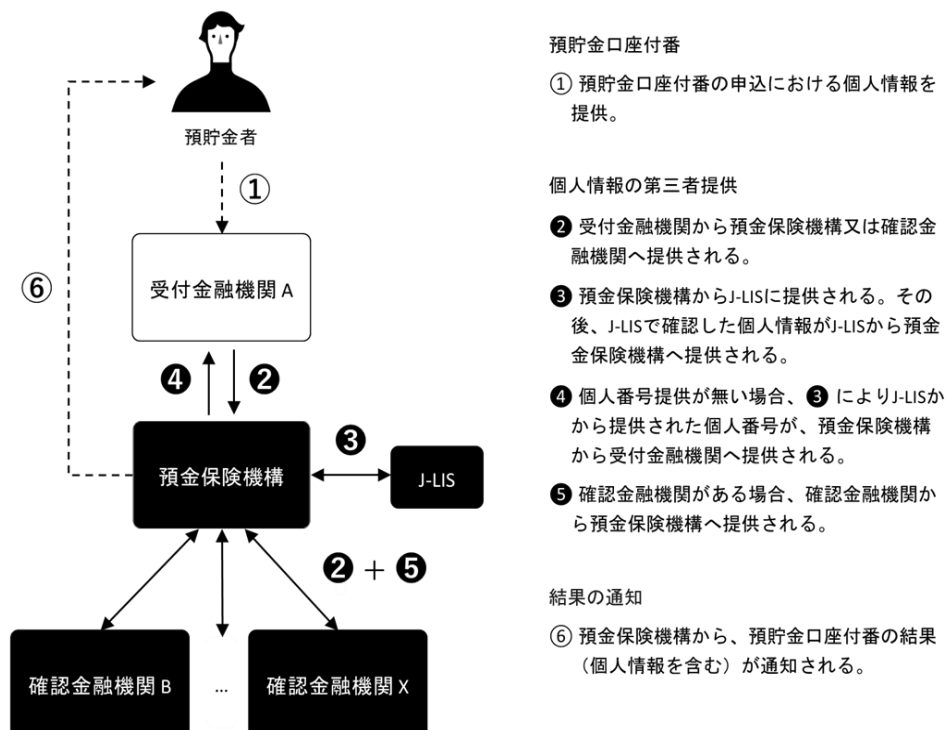 預貯金者
①
受付金融機関 A
⑥
❹
❷
預金保険機構
❸
J-LIS
❷ + ❺
確認金融機関 B
...
確認金融機関 X
預貯金口座付番
① 預貯金口座付番の申込における個人情報を
提供。
個人情報の第三者提供
❷ 受付金融機関から預金保険機構又は確認金
融機関へ提供される。
❸ 預金保険機構からJ-LISに提供される。その
後、J-LISで確認した個人情報がJ-LISから預金
金保険機構へ提供される。
❹ 個人番号提供が無い場合、❸ によりJ-LISか
から提供された個人番号が、預金保険機構
から受付金融機関へ提供される。
❺ 確認金融機関がある場合、確認金融機関か
ら預金保険機構へ提供される。
結果の通知
⑥ 預金保険機構から、預貯金口座付番の結果
（個人情報を含む）が通知される。